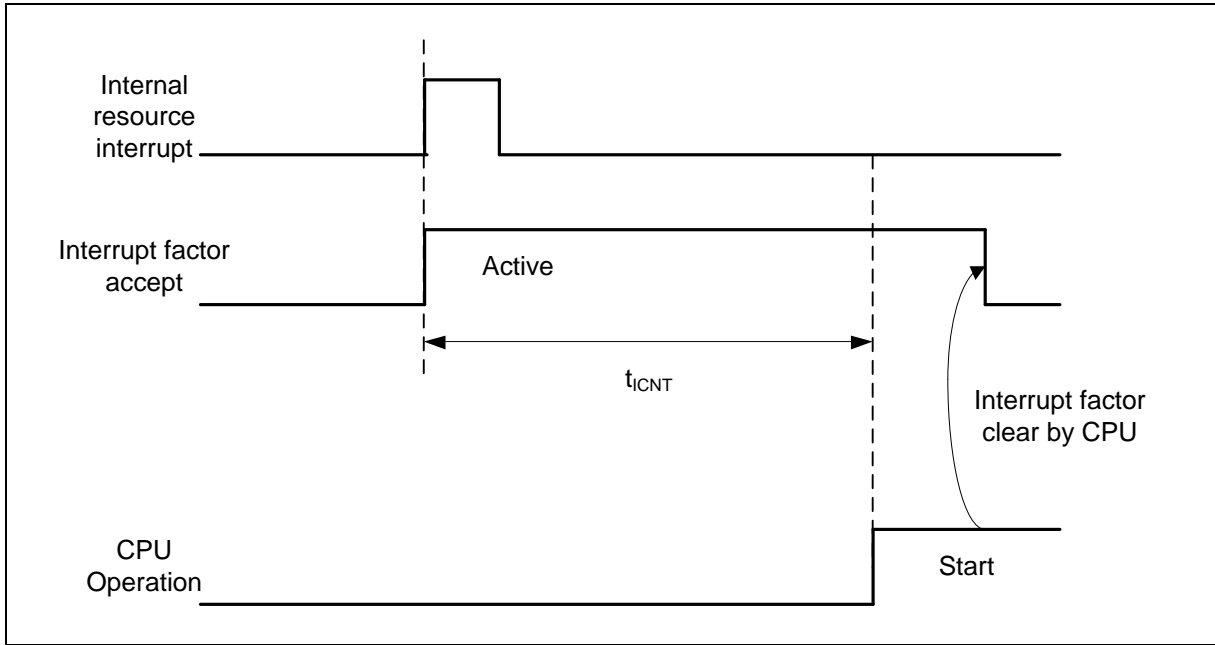 Internal
resource
interrupt
Interrupt factor
accept
Active
tICNT
Interrupt factor
clear by CPU
CPU
Operation
Start